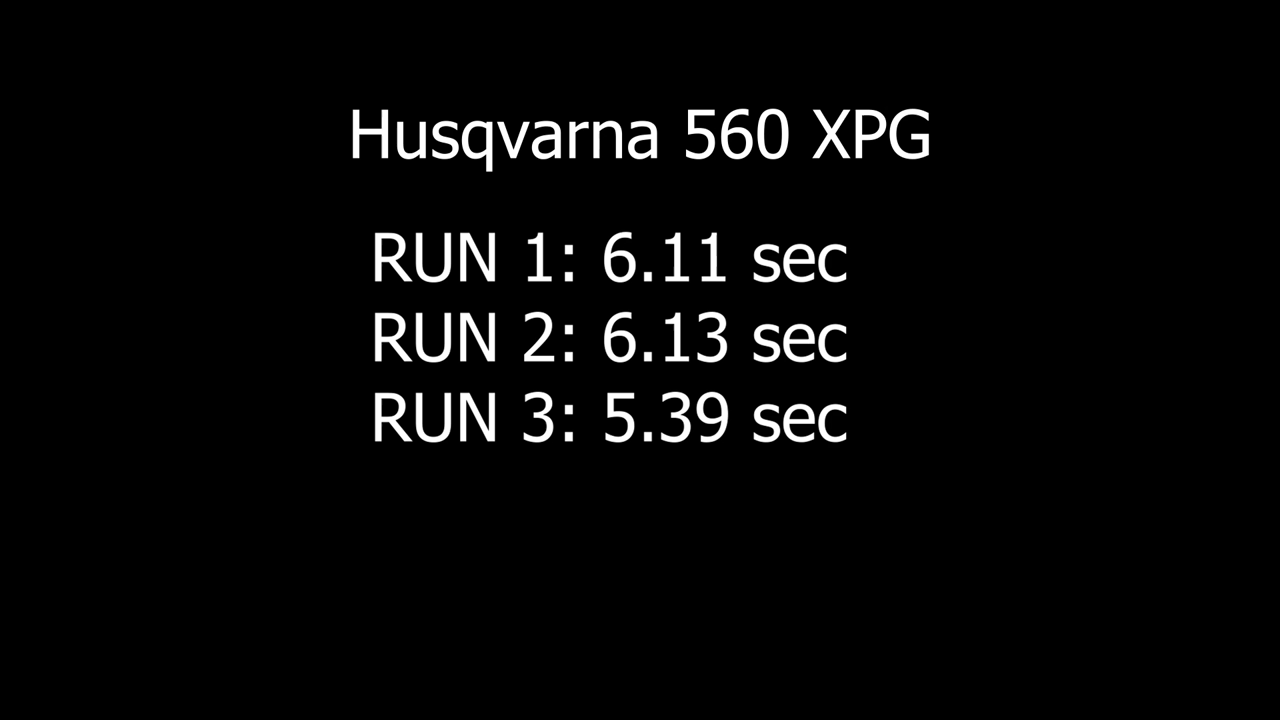 Husqvarna 560 XPG
RUN 1: 6.11 sec
RUN 2: 6.13 sec
RUN 3: 5.39 sec